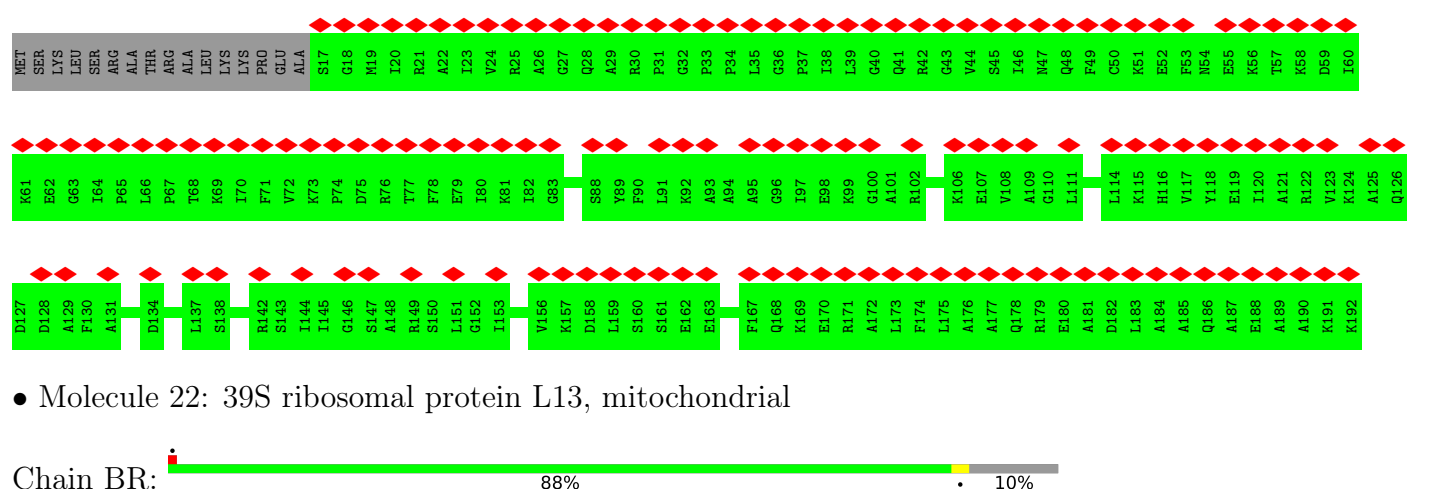 MET SER LYS LEU SER ARG ALA THR ARG ALA LEU LYS LYS PRO GLU ALA S17 G18 M19 I20 R21 A22 I23 V24 R25 A26 G27 Q28 A29 R30 P31 G32 P33 P34 L35 G36 P37 I38 L39 G40 Q41 R42 G43 V44 S45 I46 N47 Q48 F49 C50 K51 E52 F53 N54 E55 K56 T57 K58 D59 I60
K61 E62 G63 I64 P65 L66 P67 T68 K69 I70 F71 V72 K73 P74 D75 R76 T77 F78 E79 I80 K81 I82 G83 S88 Y89 F90 L91 K92 A93 A94 A95 G96 I97 E98 K99 G100 A101 R102 K106 E107 V108 A109 G110 L111 L114 K115 H116 V117 Y118 E119 I120 A121 R122 V123 K124 A125 Q126
D127 D128 A129 F130 A131 D134 L137 S138 R142 S143 I144 I145 G146 S147 A148 R149 S150 L151 G152 I153 V156 K157 D158 L159 S160 S161 E162 E163 F167 Q168 K169 E170 R171 A172 L173 F174 L175 A176 A177 Q178 R179 E180 A181 D182 L183 A184 A185 Q186 A187 E188 A189 A190 K191 K192
• Molecule 22: 39S ribosomal protein L13, mitochondrial
Chain BR: 88% • 10%